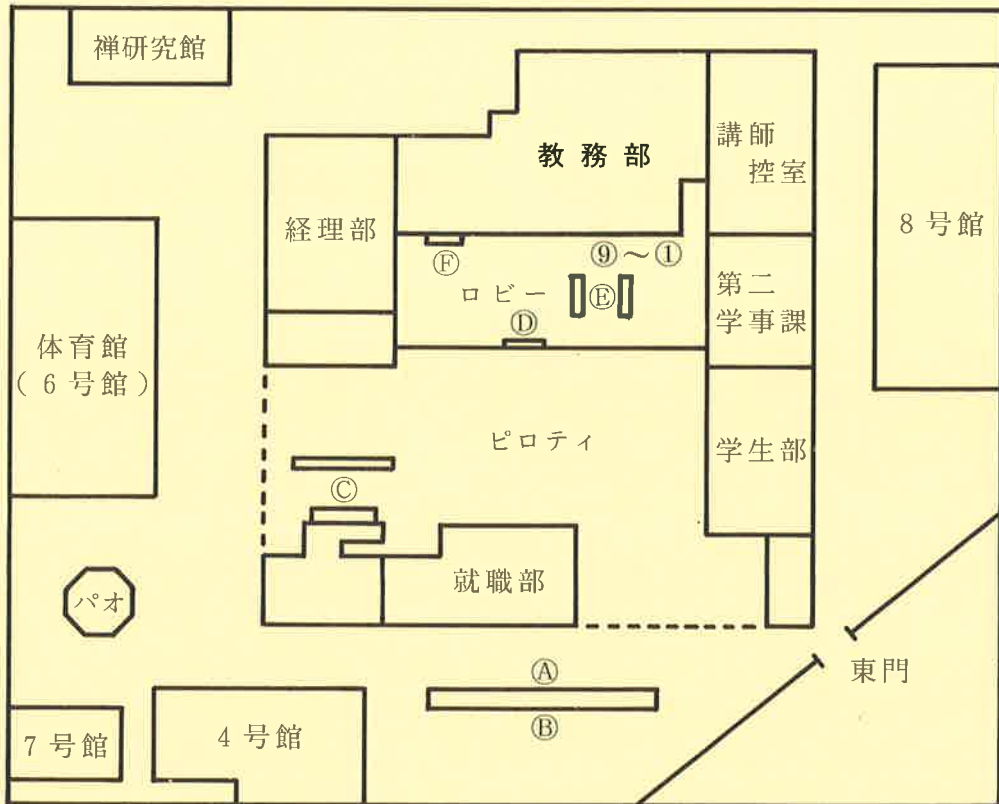 禅研究館
教務部
講師
控室
8号館
経理部
⑨～①
Ⓕ
ロビー
Ⓔ
第二
学事課
Ⓓ
体育館
(6号館)
ピロティ
学生部
Ⓒ
就職部
パオ
Ⓐ
東門
Ⓑ
7号館
4号館